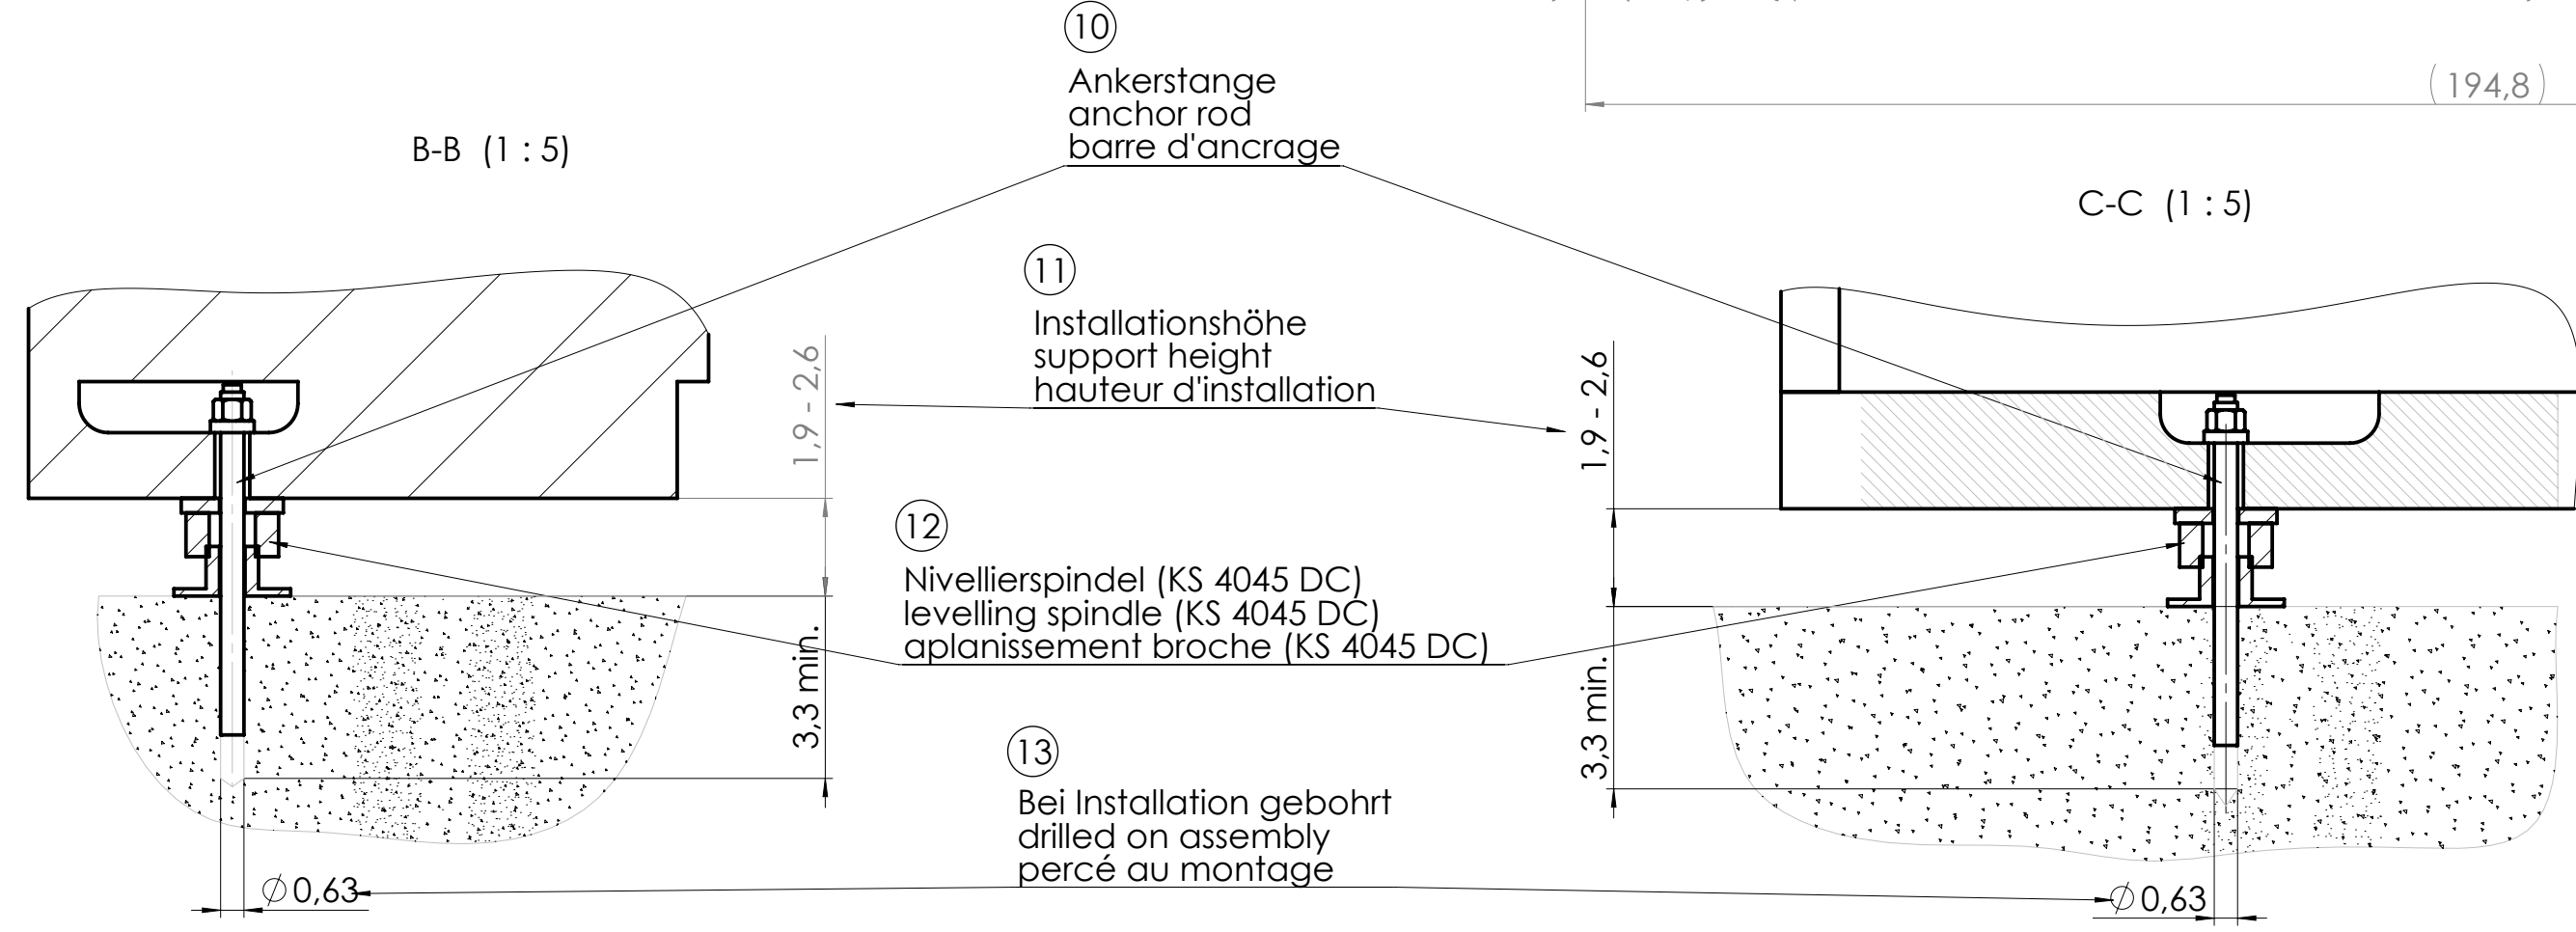 (194,8)
10
Ankerstange
anchor rod
barre d'ancrage
B-B (1 : 5)
C-C (1 : 5)
11
Installationshöhe
support height
hauteur d'installation
1,9 - 2,6
1,9 - 2,6
12
Nivellierspindel (KS 4045 DC)
levelling spindle (KS 4045 DC)
aplanissement broche (KS 4045 DC)
3,3 min.
3,3 min.
13
Bei Installation gebohrt
drilled on assembly
percé au montage
∅0,63
∅0,63